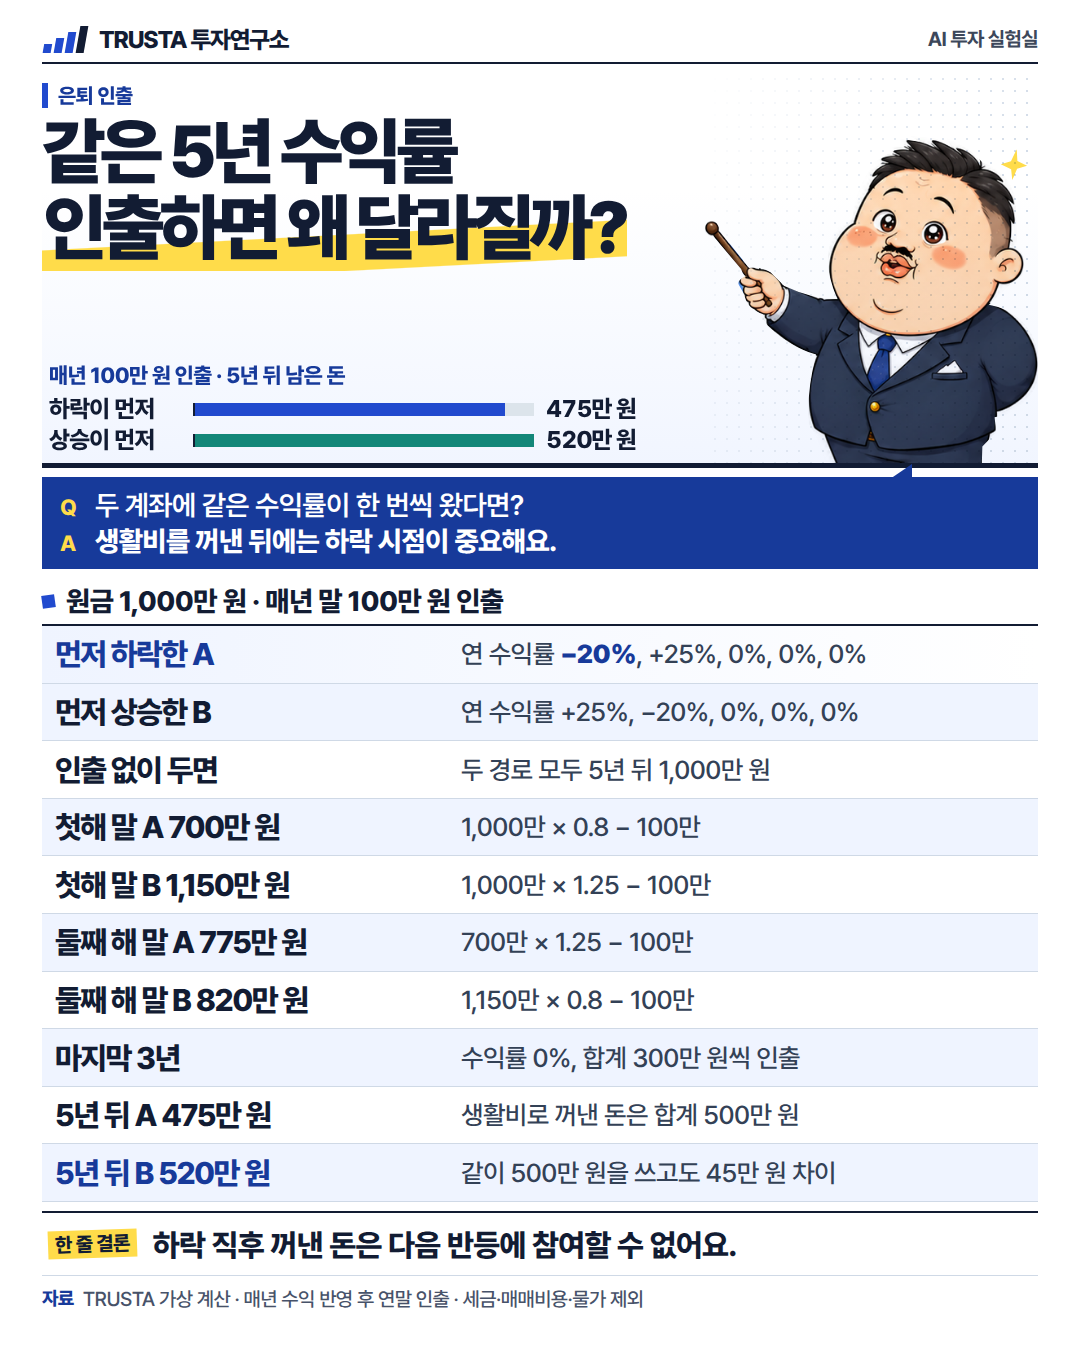 TRUSTA 투자연구소
AI 투자 실험실
은퇴 인출
같은 5년 수익률
인출하면 왜 달라질까?
매년 100만 원 인출 · 5년 뒤 남은 돈
하락이 먼저 475만 원
상승이 먼저 520만 원
Q 두 계좌에 같은 수익률이 한 번씩 왔다면?
A 생활비를 꺼낸 뒤에는 하락 시점이 중요해요.
원금 1,000만 원 · 매년 말 100만 원 인출
먼저 하락한 A 연 수익률 −20%, +25%, 0%, 0%, 0%
먼저 상승한 B 연 수익률 +25%, −20%, 0%, 0%, 0%
인출 없이 두면 두 경로 모두 5년 뒤 1,000만 원
첫해 말 A 700만 원 1,000만 × 0.8 − 100만
첫해 말 B 1,150만 원 1,000만 × 1.25 − 100만
둘째 해 말 A 775만 원 700만 × 1.25 − 100만
둘째 해 말 B 820만 원 1,150만 × 0.8 − 100만
마지막 3년 수익률 0%, 합계 300만 원씩 인출
5년 뒤 A 475만 원 생활비로 꺼낸 돈은 합계 500만 원
5년 뒤 B 520만 원 같이 500만 원을 쓰고도 45만 원 차이
한 줄 결론 하락 직후 꺼낸 돈은 다음 반등에 참여할 수 없어요.
자료 TRUSTA 가상 계산 · 매년 수익 반영 후 연말 인출 · 세금·매매비용·물가 제외